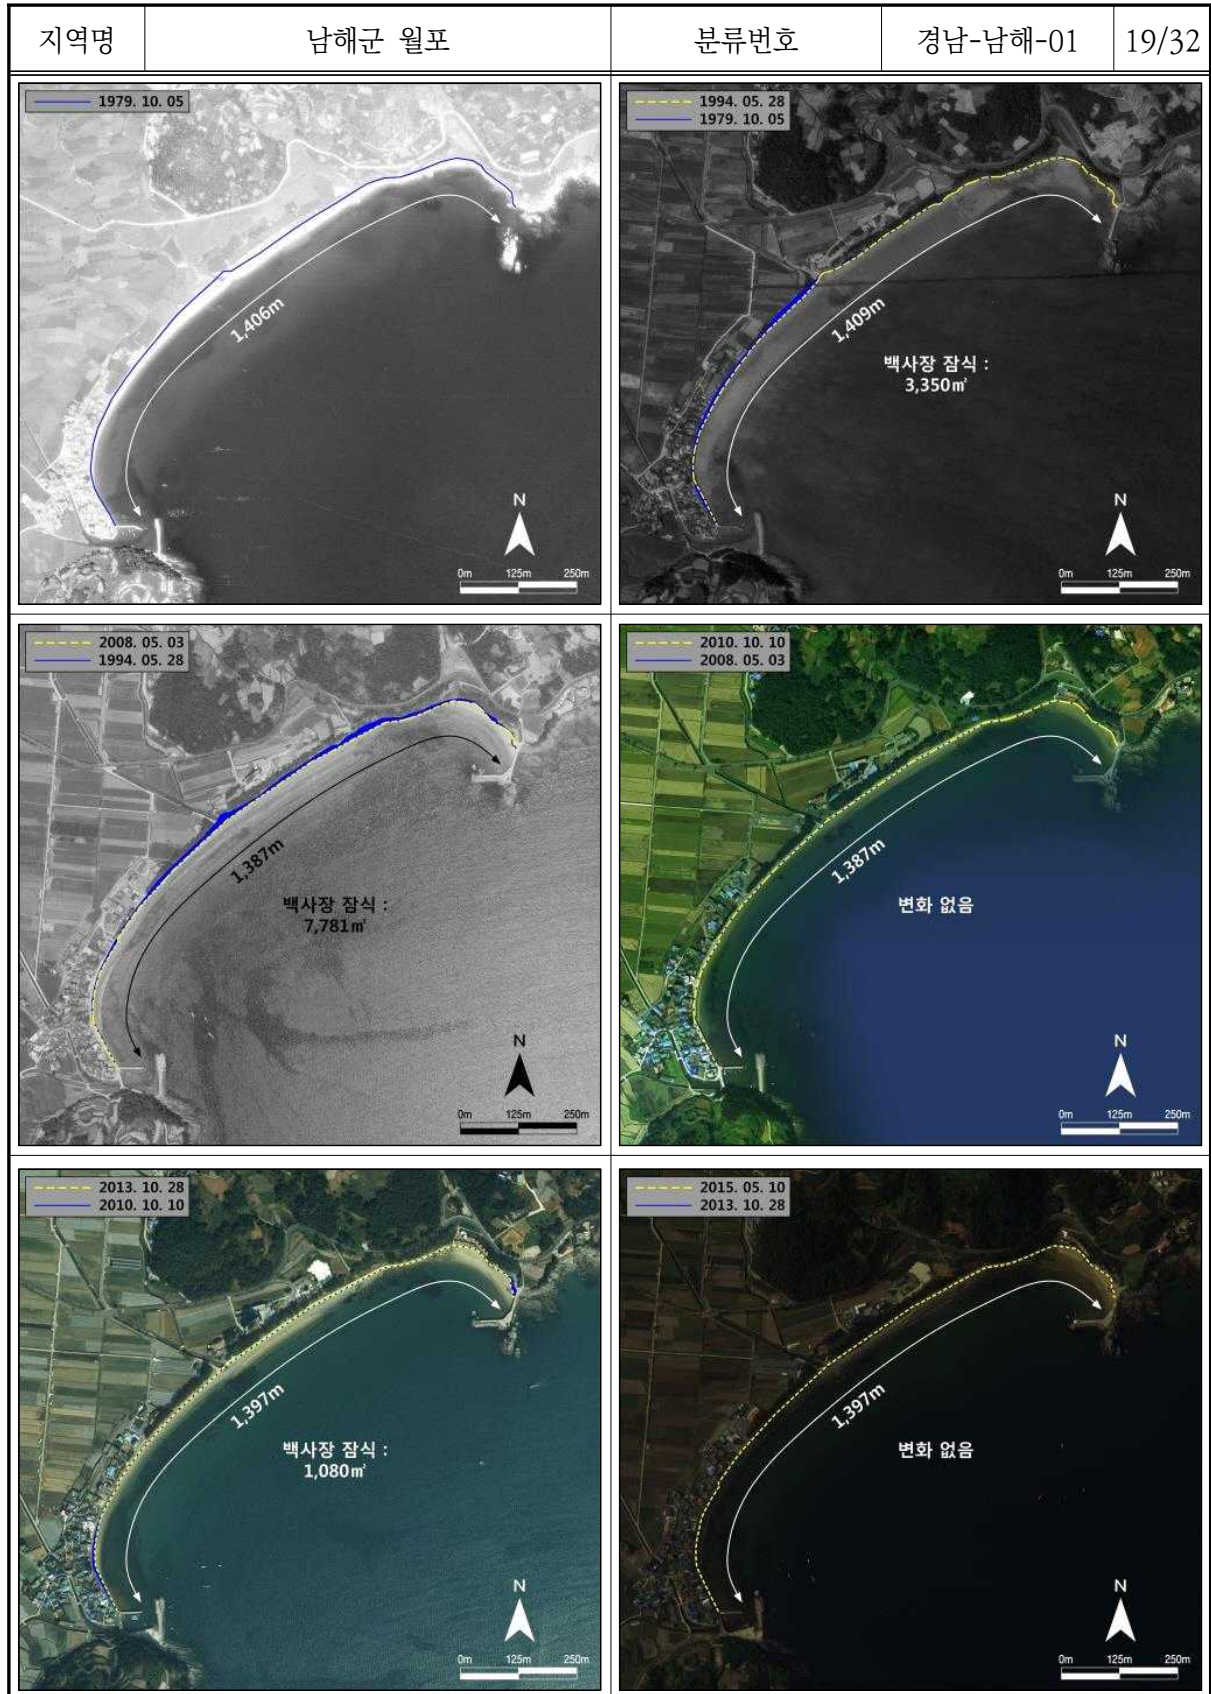 지역명 남해군 월포 분류번호 경남-남해-01 19/32
1979. 10. 05
1,406m
N
0m 125m 250m
1994. 05. 28
1979. 10. 05
1,409m
백사장 잠식 :
3,350㎡
N
0m 125m 250m
2008. 05. 03
1994. 05. 28
1,387m
백사장 잠식 :
7,781㎡
N
0m 125m 250m
2010. 10. 10
2008. 05. 03
1,387m
변화 없음
N
0m 125m 250m
2013. 10. 28
2010. 10. 10
1,397m
백사장 잠식 :
1,080㎡
N
0m 125m 250m
2015. 05. 10
2013. 10. 28
1,397m
변화 없음
N
0m 125m 250m